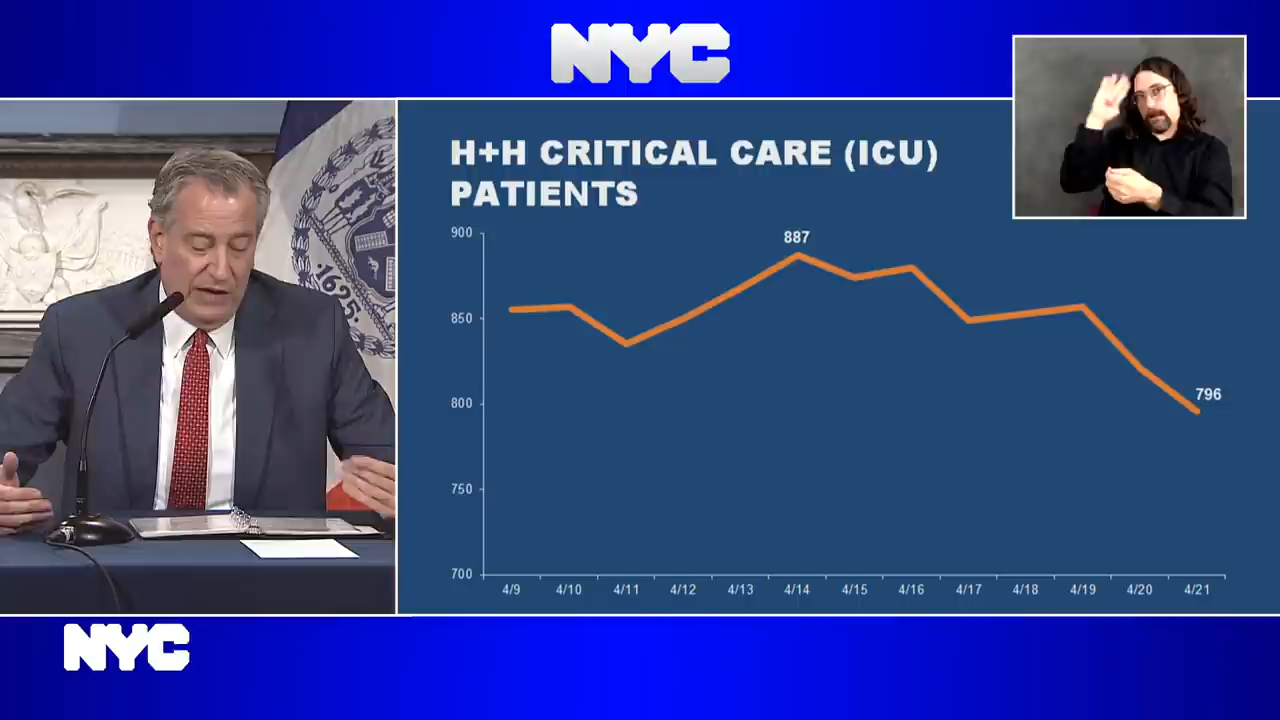 NYC
H+H CRITICAL CARE (ICU)
PATIENTS
900
850
800
750
700
887
796
4/9 4/10 4/11 4/12 4/13 4/14 4/15 4/16 4/17 4/18 4/19 4/20 4/21
·1625·
NYC